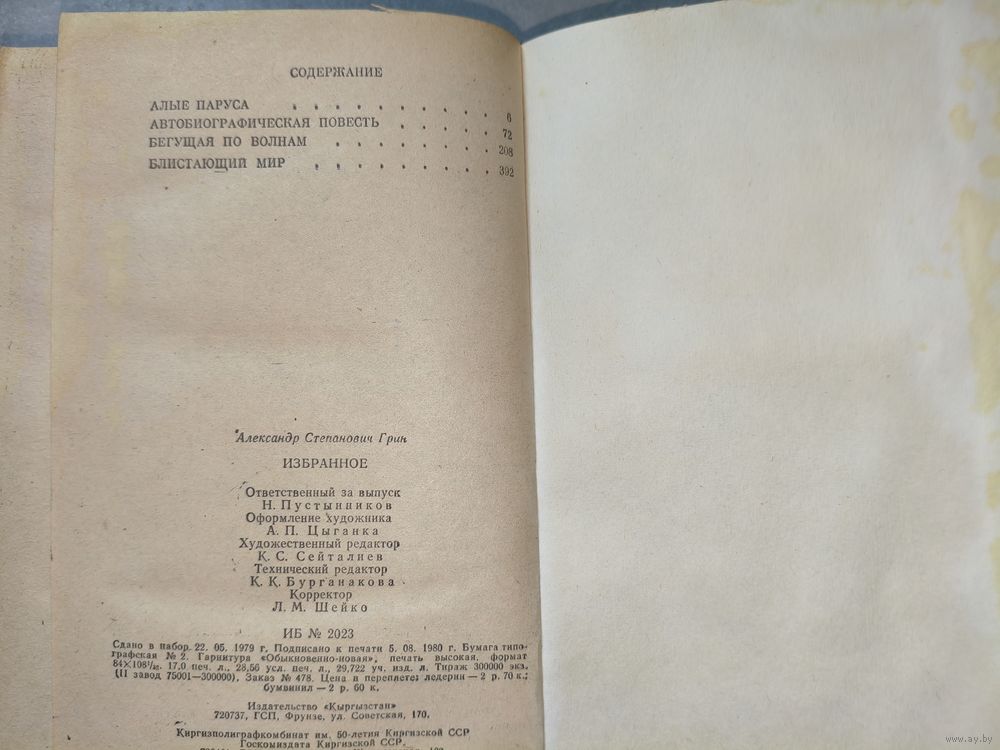 СОДЕРЖАНИЕ
АЛЫЕ ПАРУСА . . . . . . . . . . 6
АВТОБИОГРАФИЧЕСКАЯ ПОВЕСТЬ . . . . . 72
БЕГУЩАЯ ПО ВОЛНАМ . . . . . . . . 208
БЛИСТАЮЩИЙ МИР . . . . . . . . . 392
Александр Степанович Грин
ИЗБРАННОЕ
Ответственный за выпуск
Н. Пустынников
Оформление художника
А. П. Цыганка
Художественный редактор
К. С. Сейталиев
Технический редактор
К. К. Бурганакова
Корректор
Л. М. Шейко
ИБ № 2023
Сдано в набор 22. 05. 1979 г. Подписано к печати 5. 08. 1980 г. Бумага типо-
графская № 2. Гарнитура «Обыкновенно-новая», печать высокая, формат
84×108¹/₃₂. 17,0 печ. л., 28,56 усл. печ. л., 29,722 уч. изд. л. Тираж 300000 экз.
(II завод 75001—300000). Заказ № 478. Цена в переплете: ледерин — 2 р. 70 к.;
бумвинил — 2 р. 60 к.
Издательство «Кыргызстан»
720737, ГСП, Фрунзе, ул. Советская, 170.
Киргизполиграфкомбинат им. 50-летия Киргизской ССР
Госкомиздата Киргизской ССР.
www.ay.by